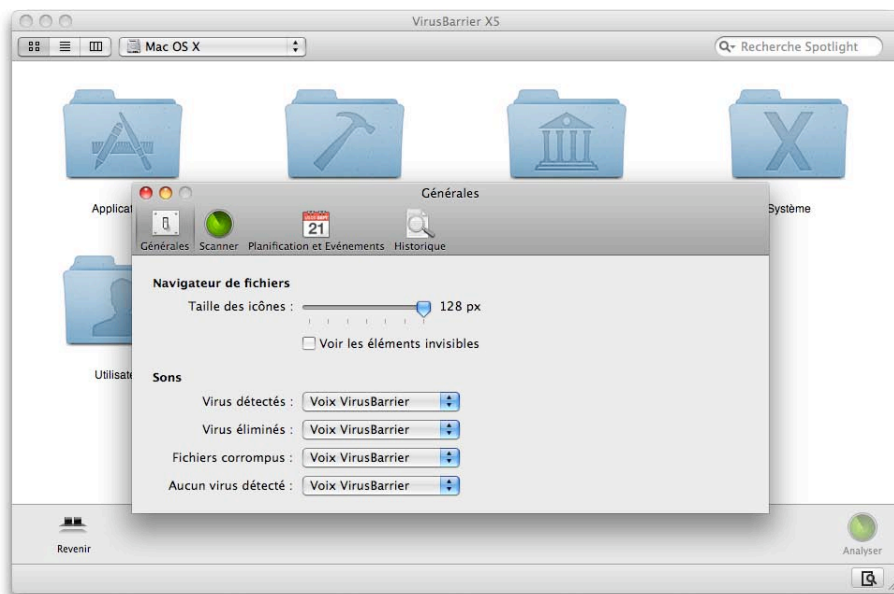 VirusBarrier X5
Mac OS X
Recherche Spotlight
Applicat
Système
Utilisate
Générales
21
Générales Scanner Planification et Evénements Historique
Navigateur de fichiers
Taille des icônes : 128 px
Voir les éléments invisibles
Sons
Virus détectés : Voix VirusBarrier
Virus éliminés : Voix VirusBarrier
Fichiers corrompus : Voix VirusBarrier
Aucun virus détecté : Voix VirusBarrier
Revenir
Analyser